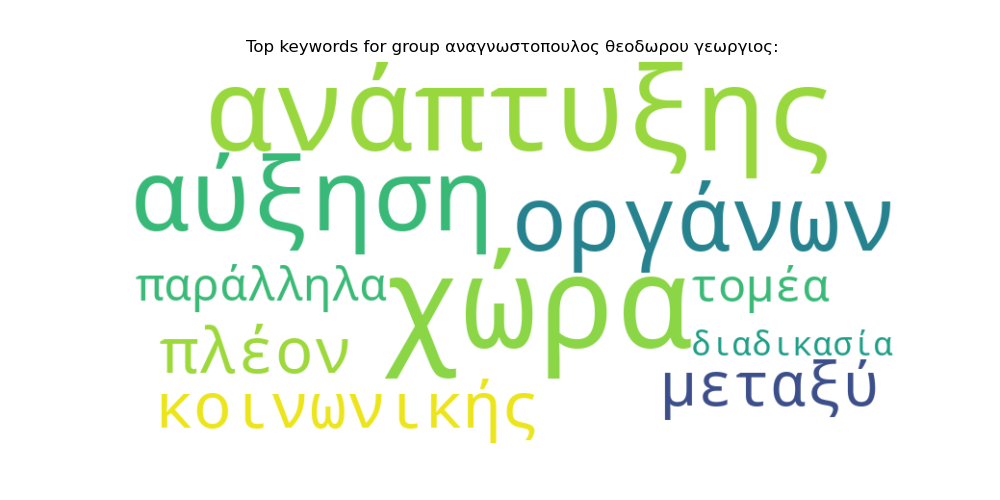 Top keywords for group αναγνωστοπουλος θεοδωρου γεωργιος:
ανάπτυξης
αύξηση οργάνων
παράλληλα χώρα τομέα
πλέον διαδικασία
κοινωνικής μεταξύ